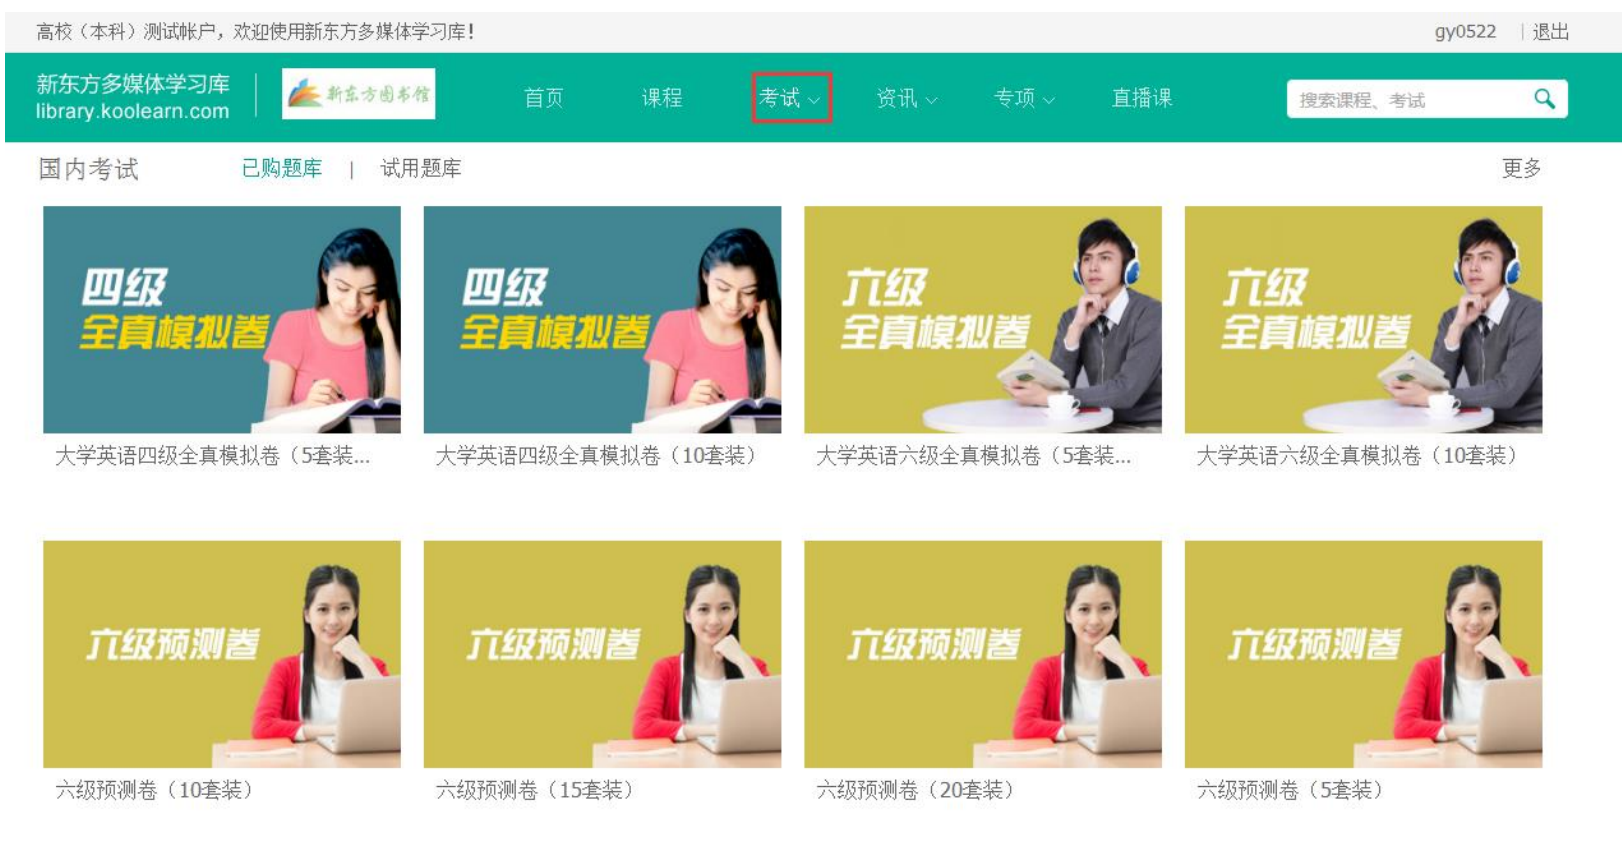 高校（本科）测试帐户，欢迎使用新东方多媒体学习库！
gy0522 | 退出
新东方多媒体学习库
library.koolearn.com
新东方图书馆
首页 课程 考试 资讯 专项 直播课
搜索课程、考试
国内考试 已购题库 | 试用题库 更多
四级
全真模拟卷
四级
全真模拟卷
六级
全真模拟卷
六级
全真模拟卷
大学英语四级全真模拟卷（5套装...
大学英语四级全真模拟卷（10套装）
大学英语六级全真模拟卷（5套装...
大学英语六级全真模拟卷（10套装）
六级预测卷
六级预测卷
六级预测卷
六级预测卷
六级预测卷（10套装）
六级预测卷（15套装）
六级预测卷（20套装）
六级预测卷（5套装）